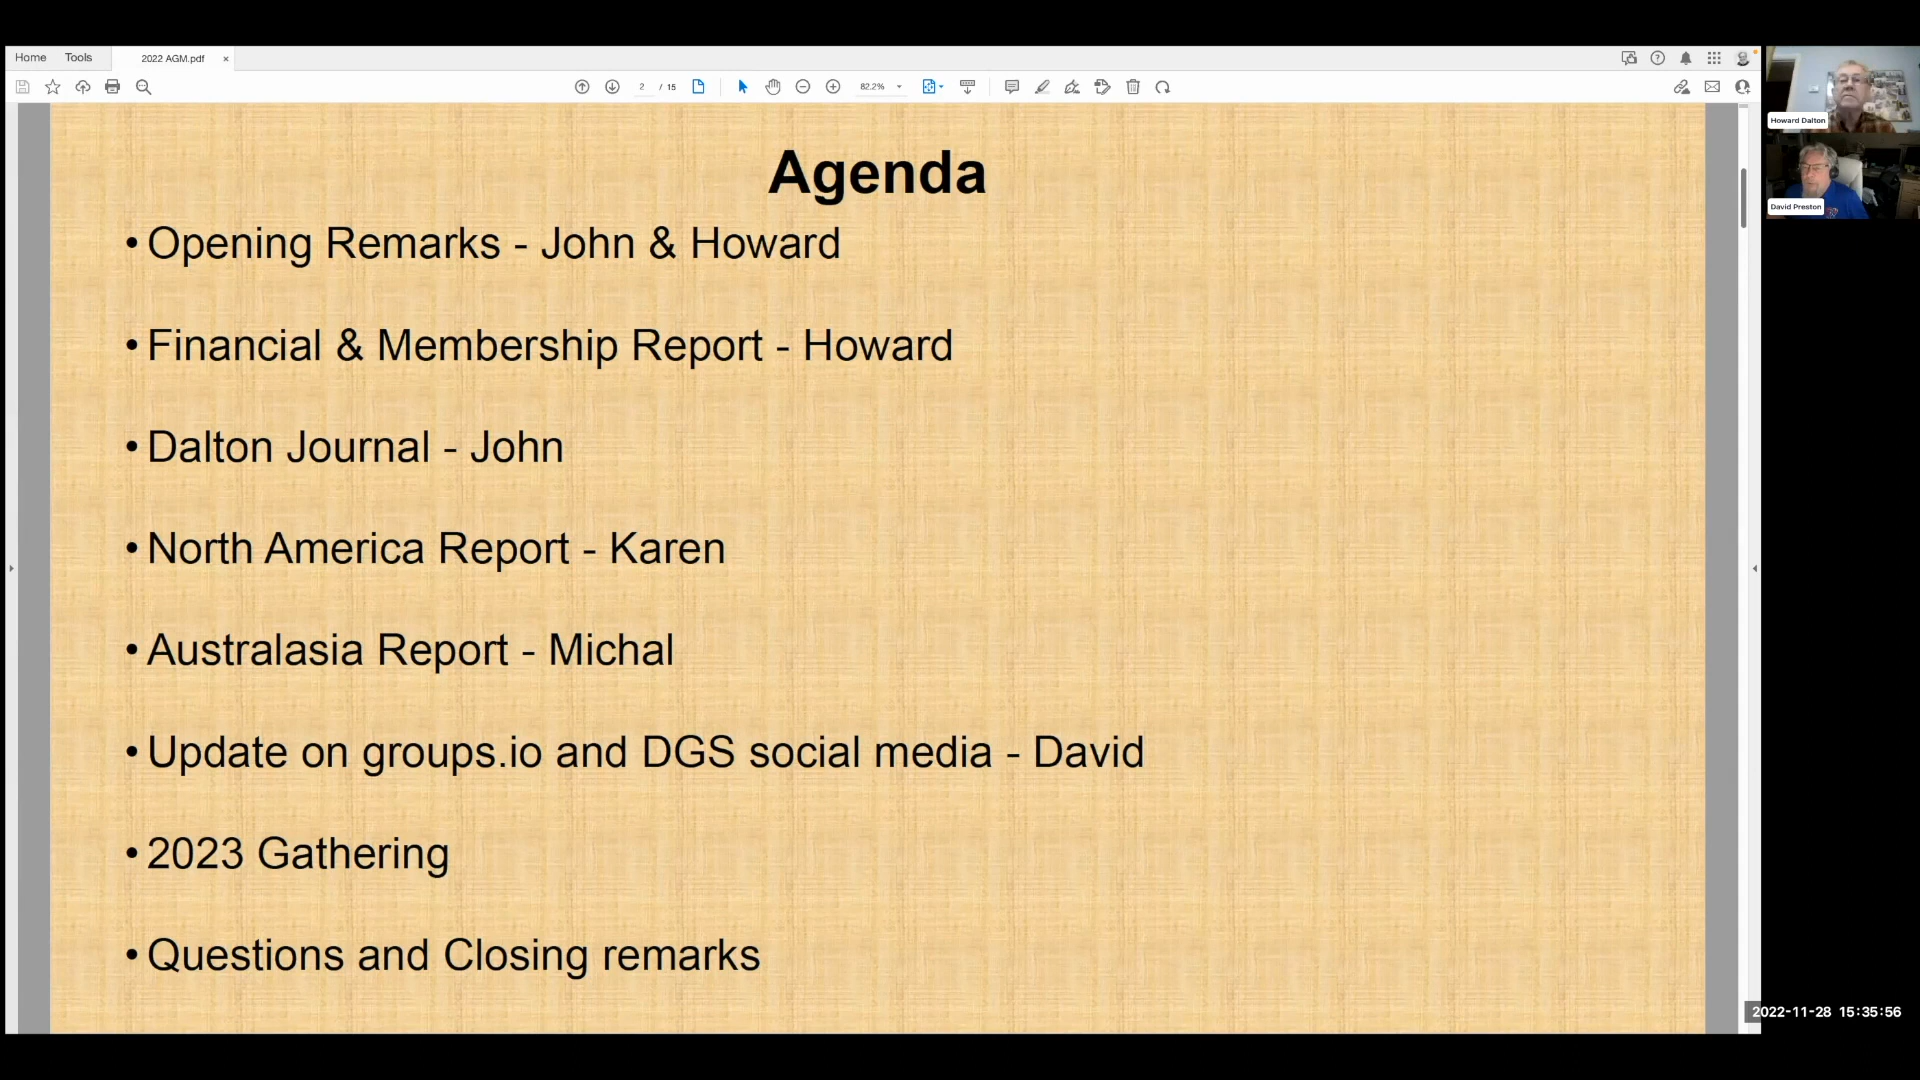 Home Tools 2022 AGM.pdf ×
2 / 15 82.2%
Agenda
• Opening Remarks - John & Howard
• Financial & Membership Report - Howard
• Dalton Journal - John
• North America Report - Karen
• Australasia Report - Michal
• Update on groups.io and DGS social media - David
• 2023 Gathering
• Questions and Closing remarks
Howard Dalton
David Preston
2022-11-28 15:35:56